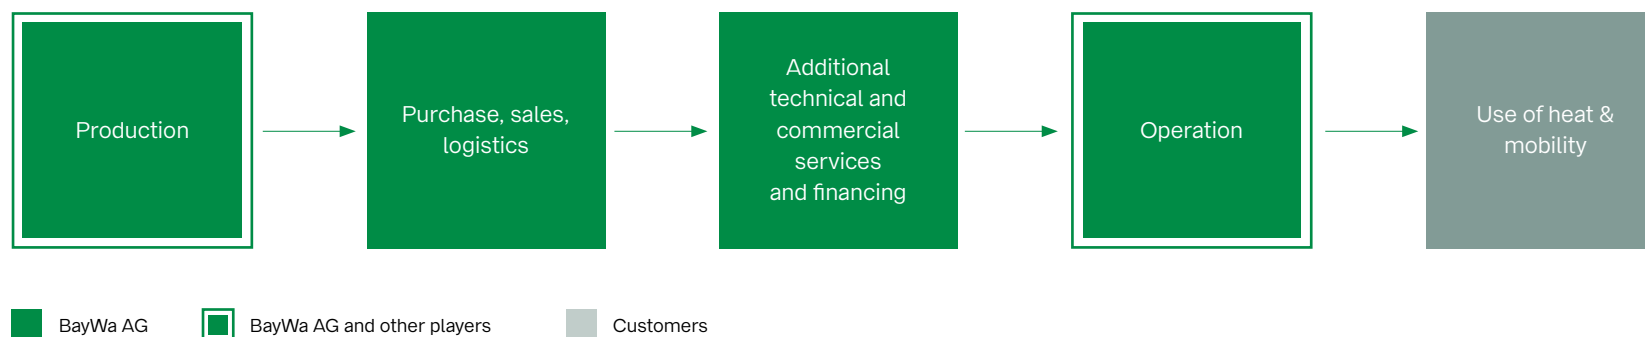 Production
Purchase, sales,
logistics
Additional
technical and
commercial
services
and financing
Operation
Use of heat &
mobility
BayWa AG
BayWa AG and other players
Customers